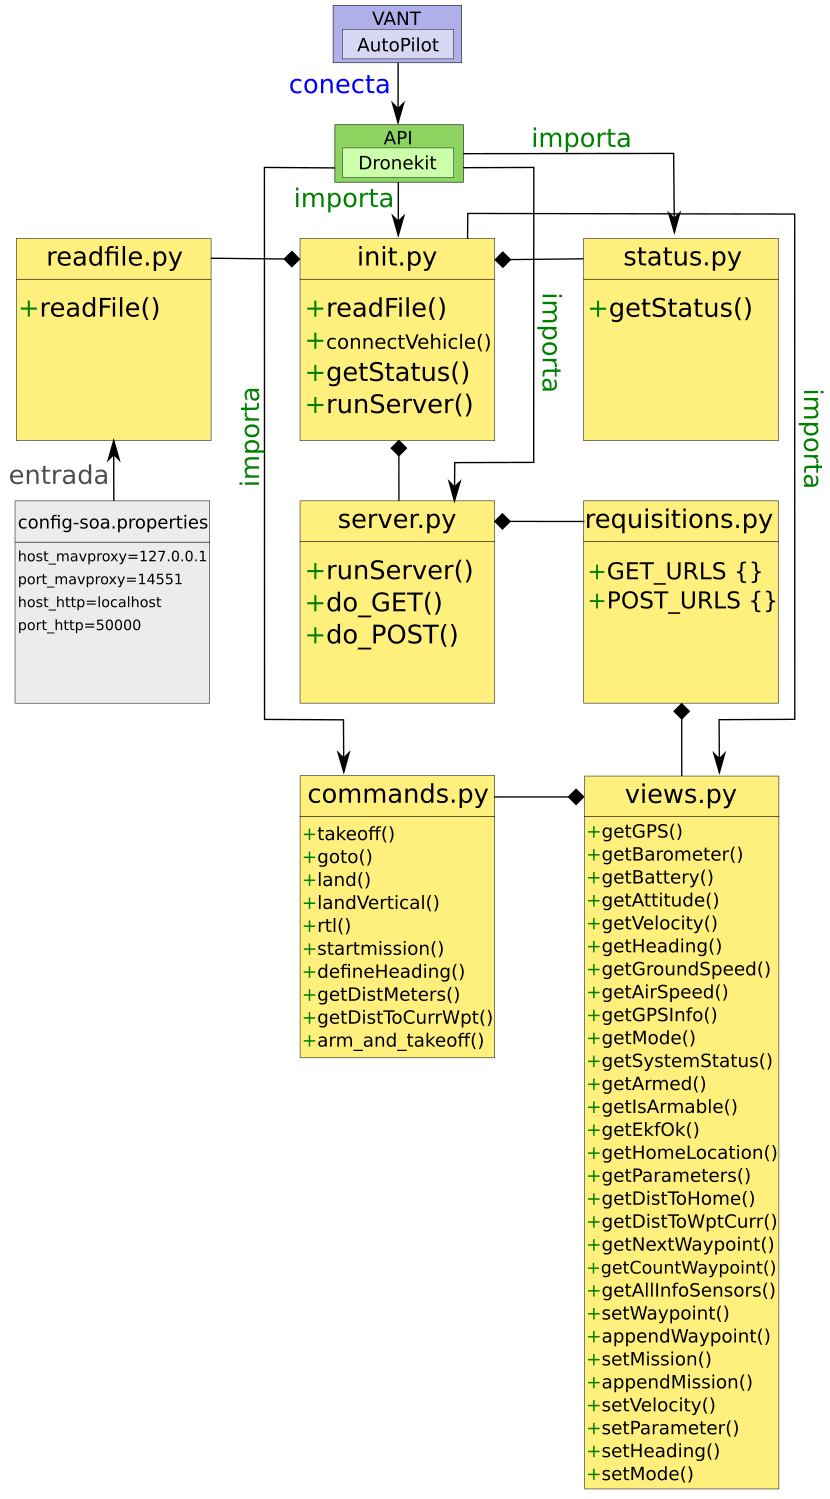 VANT
AutoPilot
conecta
API
Dronekit
importa
importa
readfile.py
+readFile()
init.py
+readFile()
+connectVehicle()
+getStatus()
+runServer()
status.py
+getStatus()
importa
importa
importa
entrada
config-soa.properties
host_mavproxy=127.0.0.1
port_mavproxy=14551
host_http=localhost
port_http=50000
server.py
+runServer()
+do_GET()
+do_POST()
requisitions.py
+GET_URLS {}
+POST_URLS {}
commands.py
+takeoff()
+goto()
+land()
+landVertical()
+rtl()
+startmission()
+defineHeading()
+getDistMeters()
+getDistToCurrWpt()
+arm_and_takeoff()
views.py
+getGPS()
+getBarometer()
+getBattery()
+getAttitude()
+getVelocity()
+getHeading()
+getGroundSpeed()
+getAirSpeed()
+getGPSInfo()
+getMode()
+getSystemStatus()
+getArmed()
+getIsArmable()
+getEkfOk()
+getHomeLocation()
+getParameters()
+getDistToHome()
+getDistToWptCurr()
+getNextWaypoint()
+getCountWaypoint()
+getAllInfoSensors()
+setWaypoint()
+appendWaypoint()
+setMission()
+appendMission()
+setVelocity()
+setParameter()
+setHeading()
+setMode()